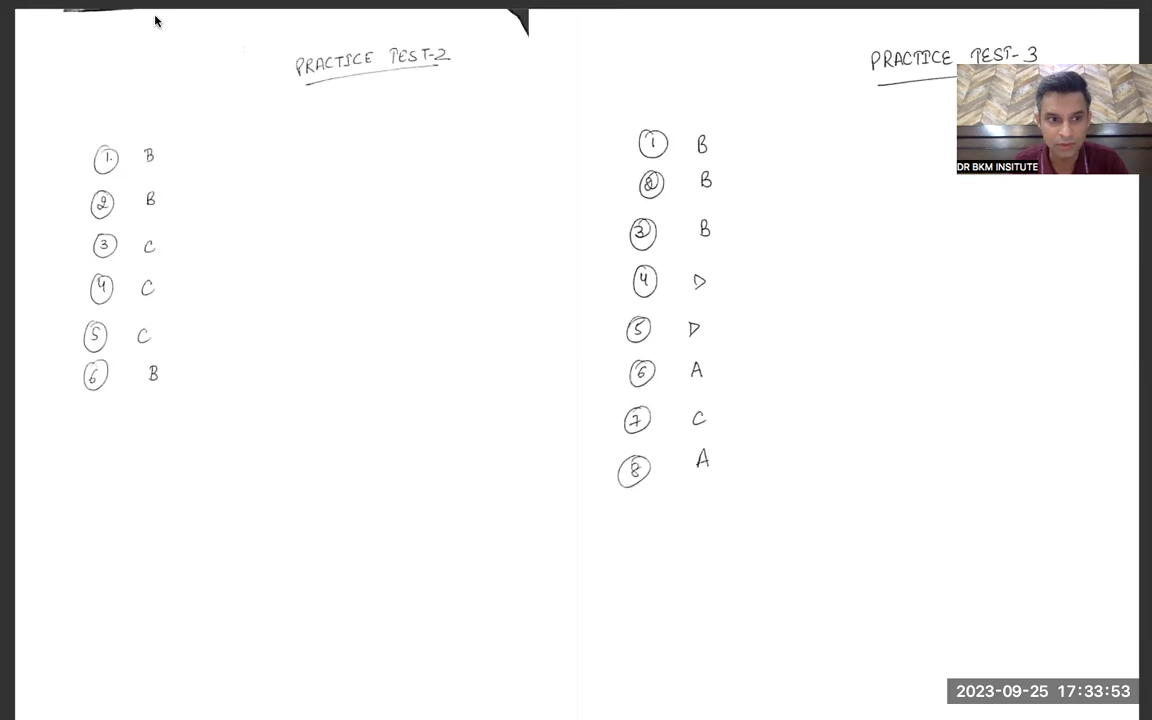 PRACTICE TEST-2
1. B
2 B
3 C
4 C
5 C
6 B
PRACTICE TEST-3
1 B
2 B
3 B
4 D
5 D
6 A
7 C
8 A
DR BKM INSITUTE
2023-09-25 17:33:53